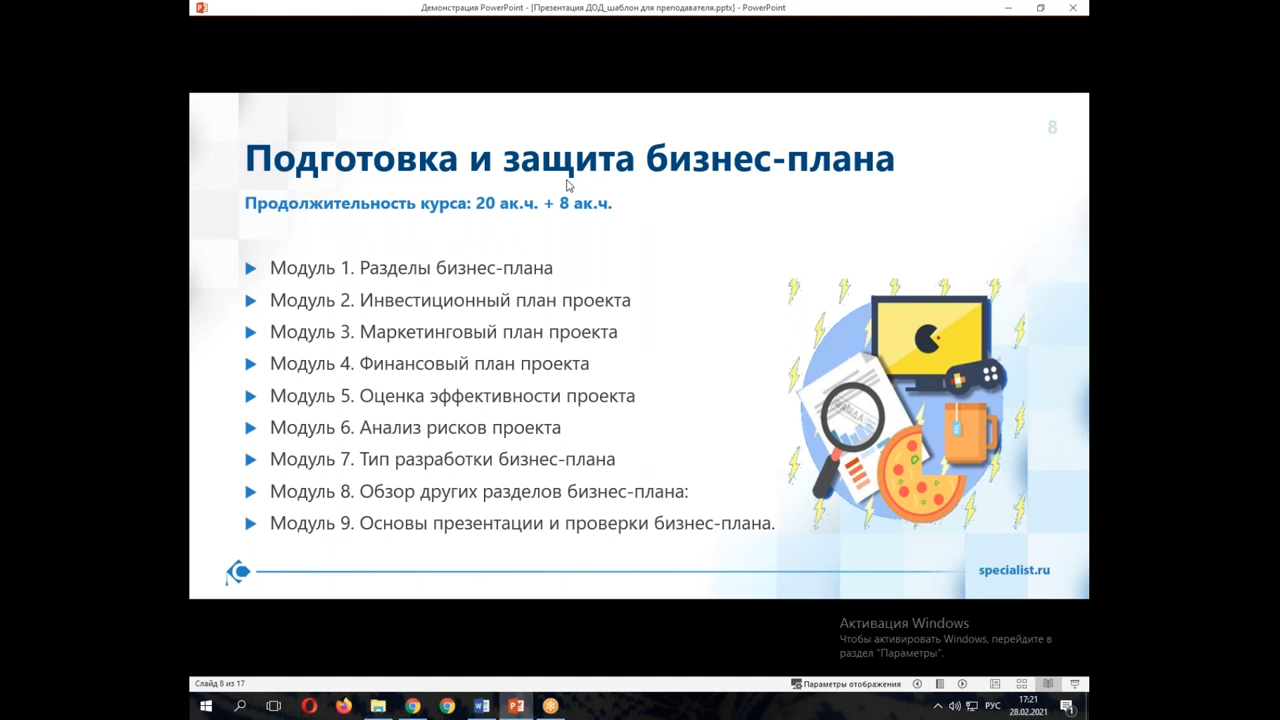 Демонстрация PowerPoint - [Презентация ДОД_шаблон для преподавателя.pptx] - PowerPoint
8
Подготовка и защита бизнес-плана
Продолжительность курса: 20 ак.ч. + 8 ак.ч.
Модуль 1. Разделы бизнес-плана
Модуль 2. Инвестиционный план проекта
Модуль 3. Маркетинговый план проекта
Модуль 4. Финансовый план проекта
Модуль 5. Оценка эффективности проекта
Модуль 6. Анализ рисков проекта
Модуль 7. Тип разработки бизнес-плана
Модуль 8. Обзор других разделов бизнес-плана:
Модуль 9. Основы презентации и проверки бизнес-плана.
specialist.ru
Активация Windows
Чтобы активировать Windows, перейдите в
раздел "Параметры".
Слайд 8 из 17
Параметры отображения
РУС
17:21
28.02.2021
1